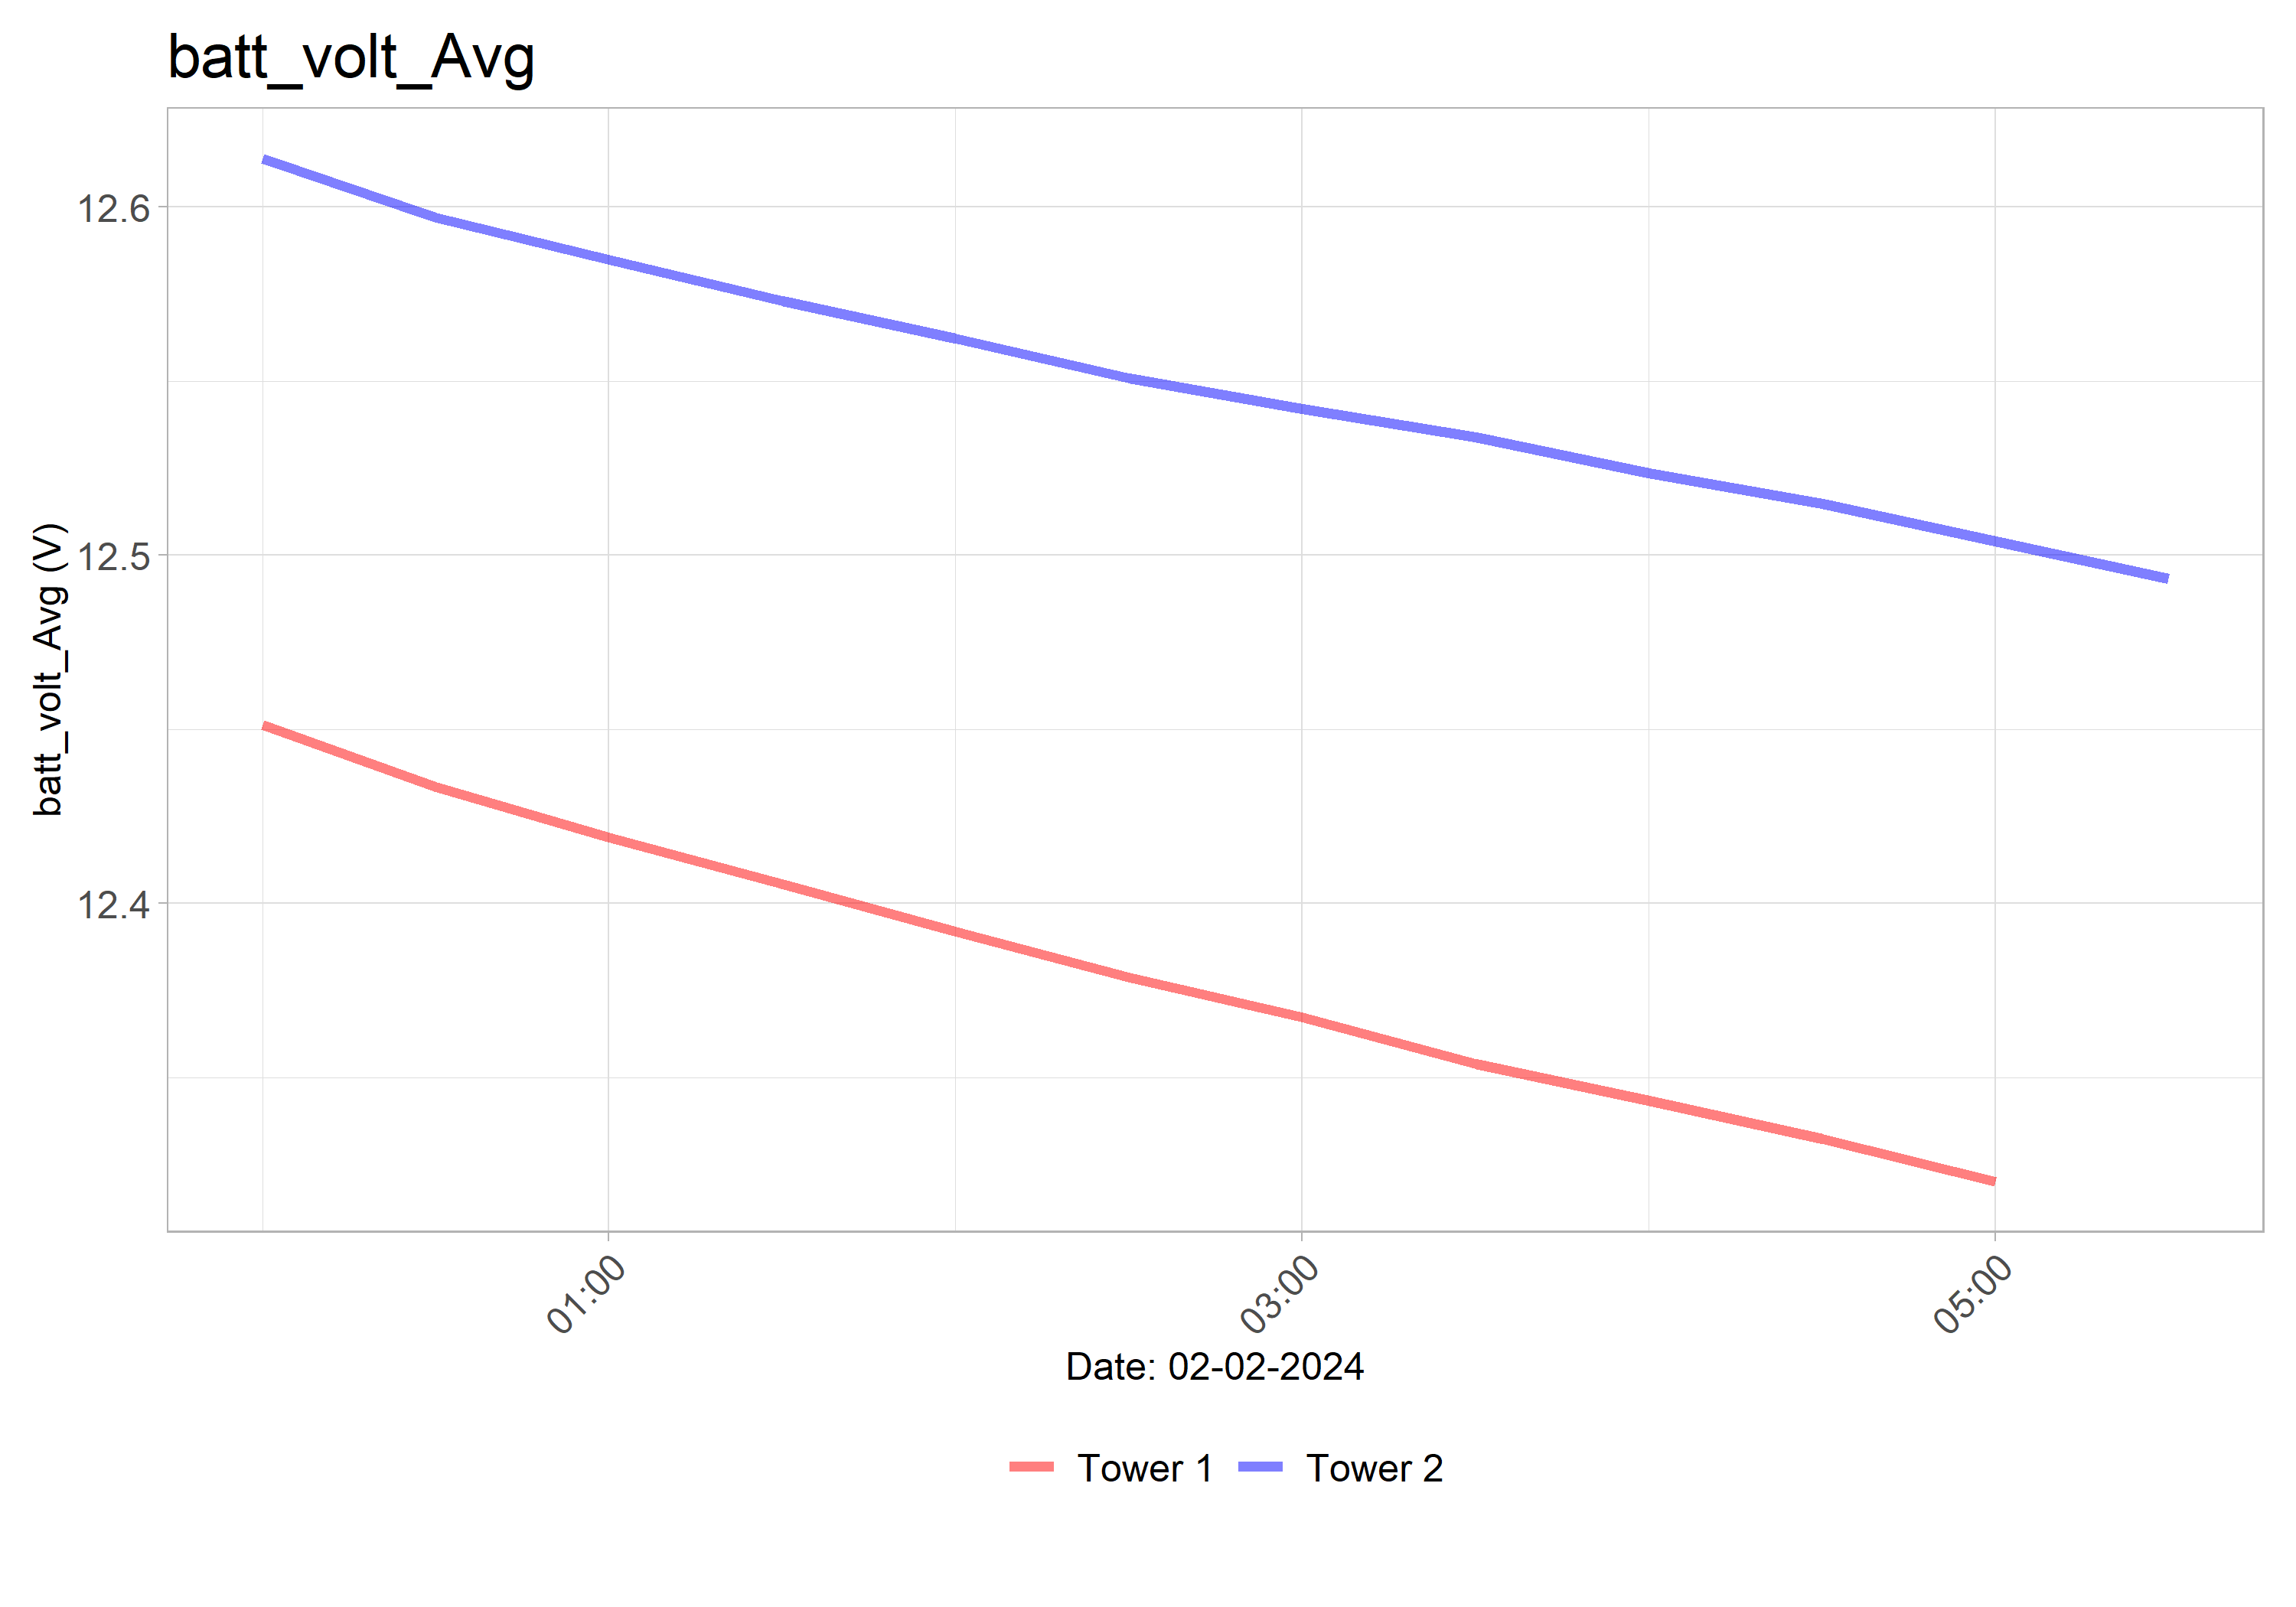 batt_volt_Avg
batt_volt_Avg (V)
12.6
12.5
12.4
01:00
03:00
05:00
Date: 02-02-2024
Tower 1
Tower 2